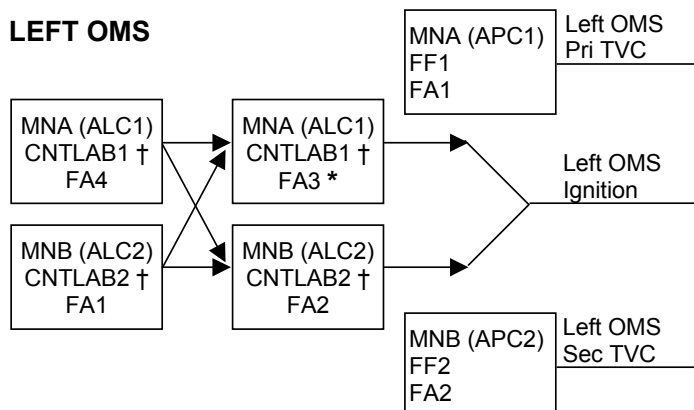 LEFT OMS
MNA (APC1)
FF1
FA1
Left OMS
Pri TVC
MNA (ALC1)
CNTLAB1 †
FA4
MNA (ALC1)
CNTLAB1 †
FA3 *
Left OMS
Ignition
MNB (ALC2)
CNTLAB2 †
FA1
MNB (ALC2)
CNTLAB2 †
FA2
MNB (APC2)
FF2
FA2
Left OMS
Sec TVC